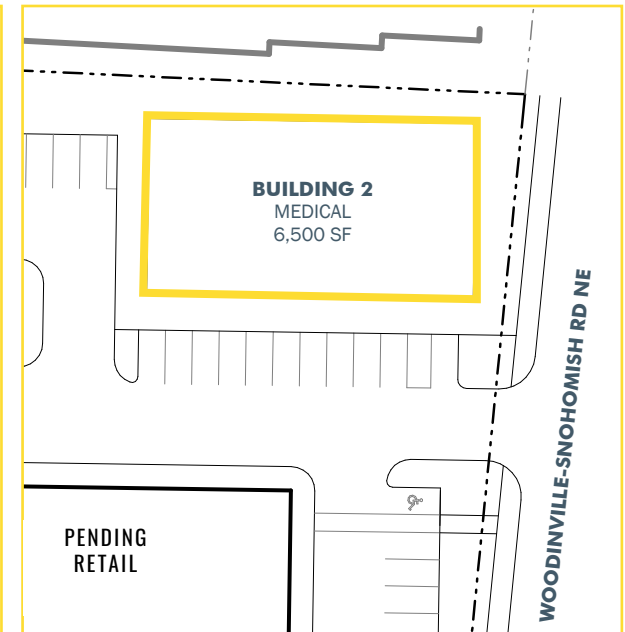 BUILDING 2
MEDICAL
6,500 SF
WOODINVILLE-SNOHOMISH RD NE
PENDING
RETAIL